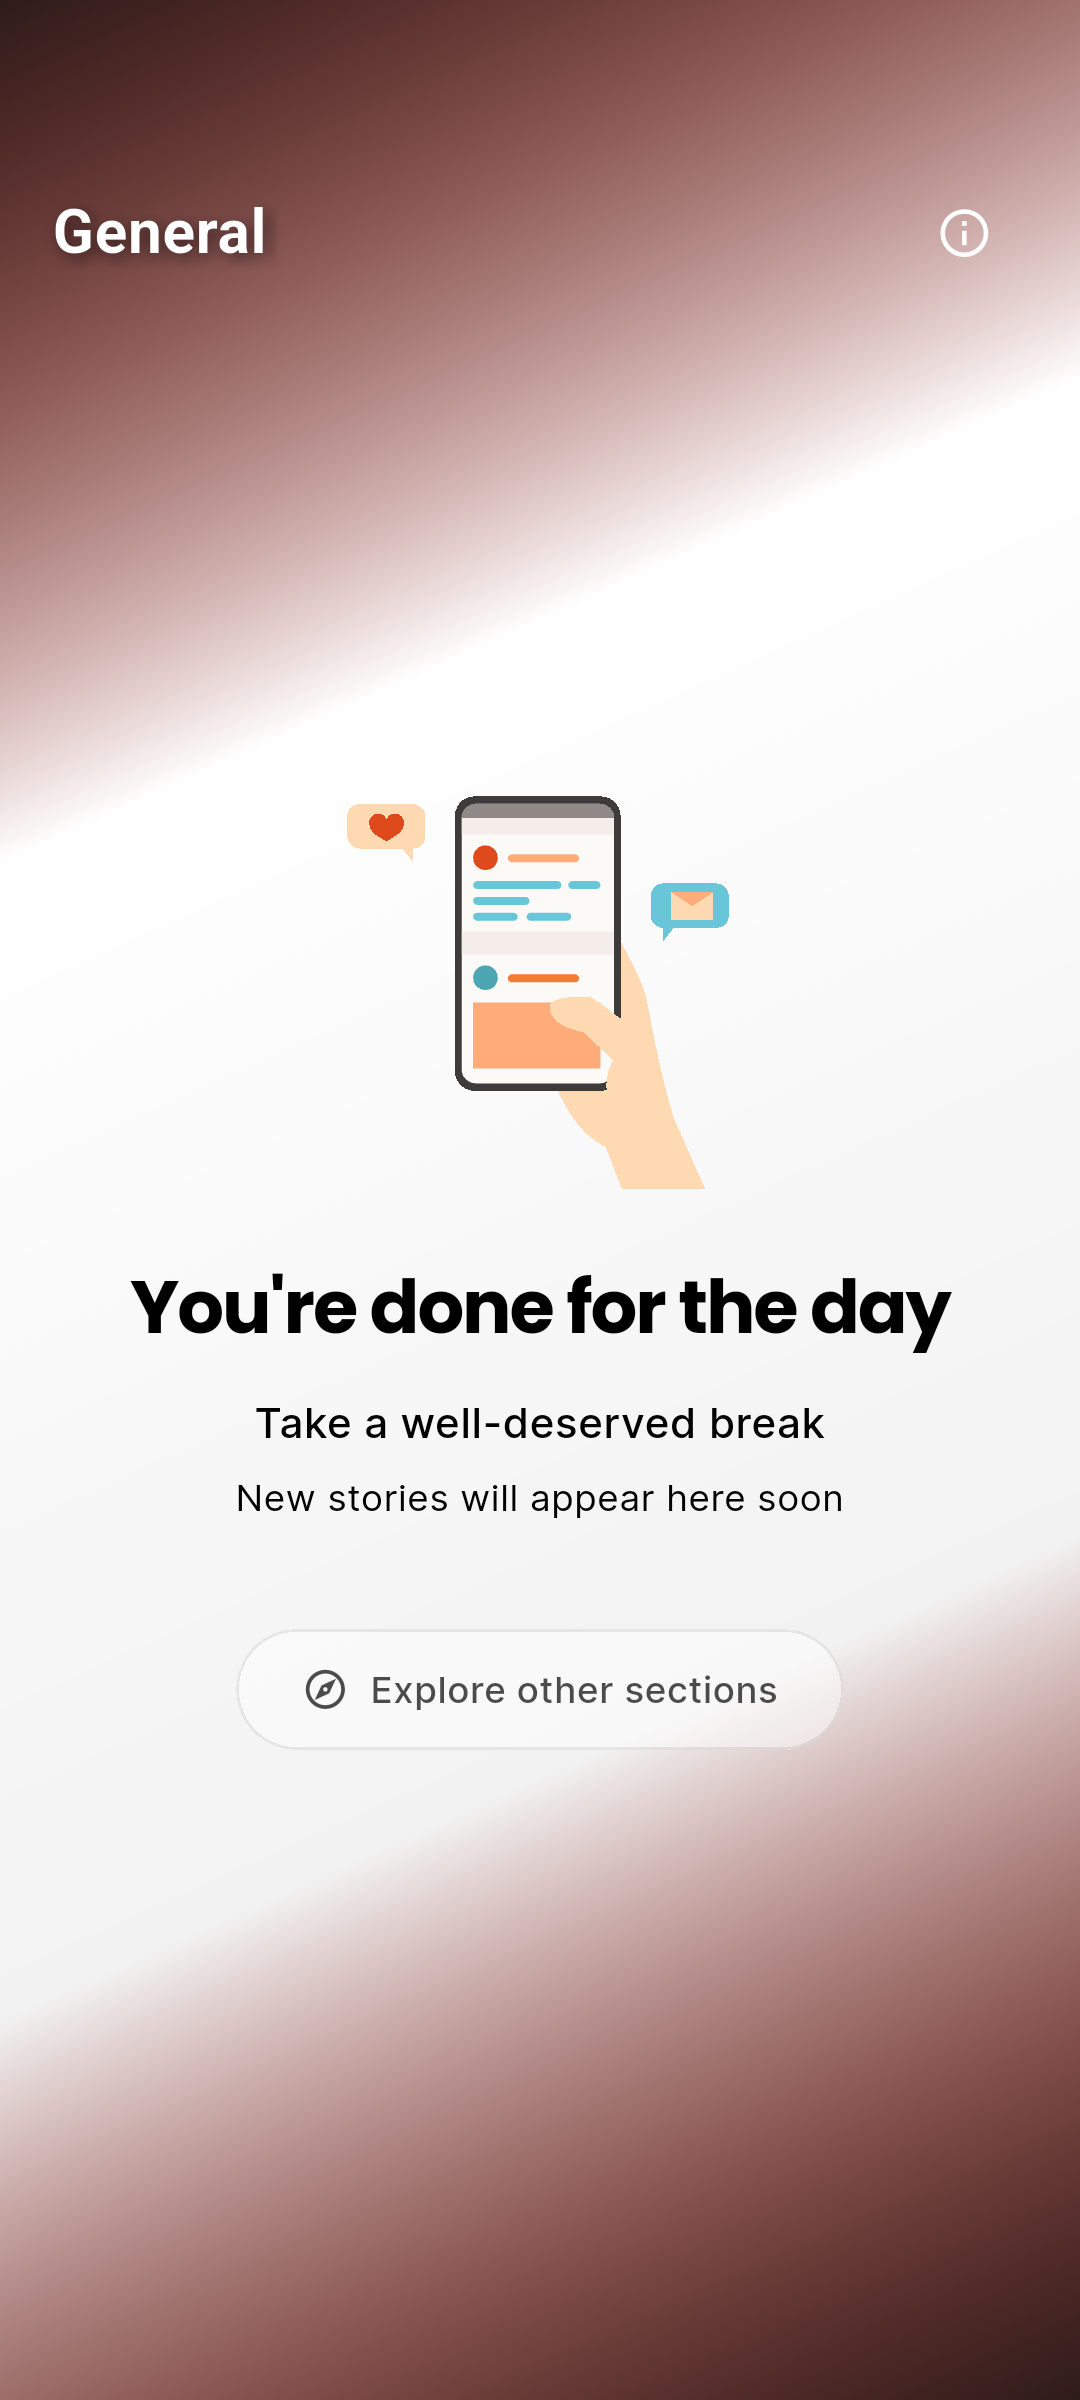 General
You're done for the day
Take a well-deserved break
New stories will appear here soon
Explore other sections